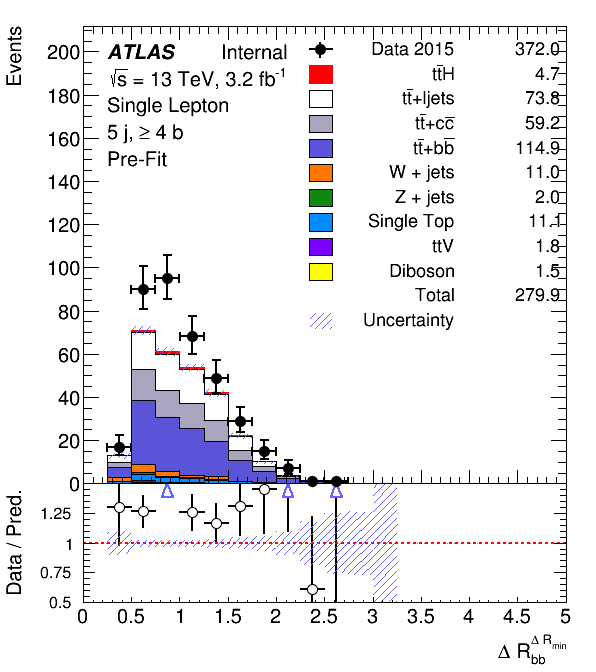 Events
ATLAS Internal
√s = 13 TeV, 3.2 fb-1
Single Lepton
5 j, ≥ 4 b
Pre-Fit
Data 2015 372.0
tt̅H 4.7
tt̅+ljets 73.8
tt̅+cc̅ 59.2
tt̅+bb̅ 114.9
W + jets 11.0
Z + jets 2.0
Single Top 11.1
ttV 1.8
Diboson 1.5
Total 279.9
Uncertainty
200
180
160
140
120
100
80
60
40
20
0
Data / Pred.
1.25
1
0.75
0.5
0 0.5 1 1.5 2 2.5 3 3.5 4 4.5 5
Δ R bb Δ R min